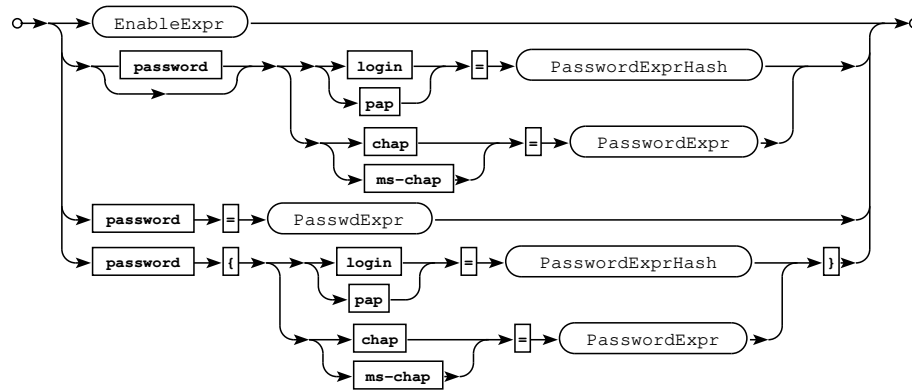 EnableExpr
password login = PasswordExprHash
pap
chap = PasswordExpr
ms-chap
password = PasswdExpr
password { login = PasswordExprHash }
pap
chap = PasswordExpr
ms-chap